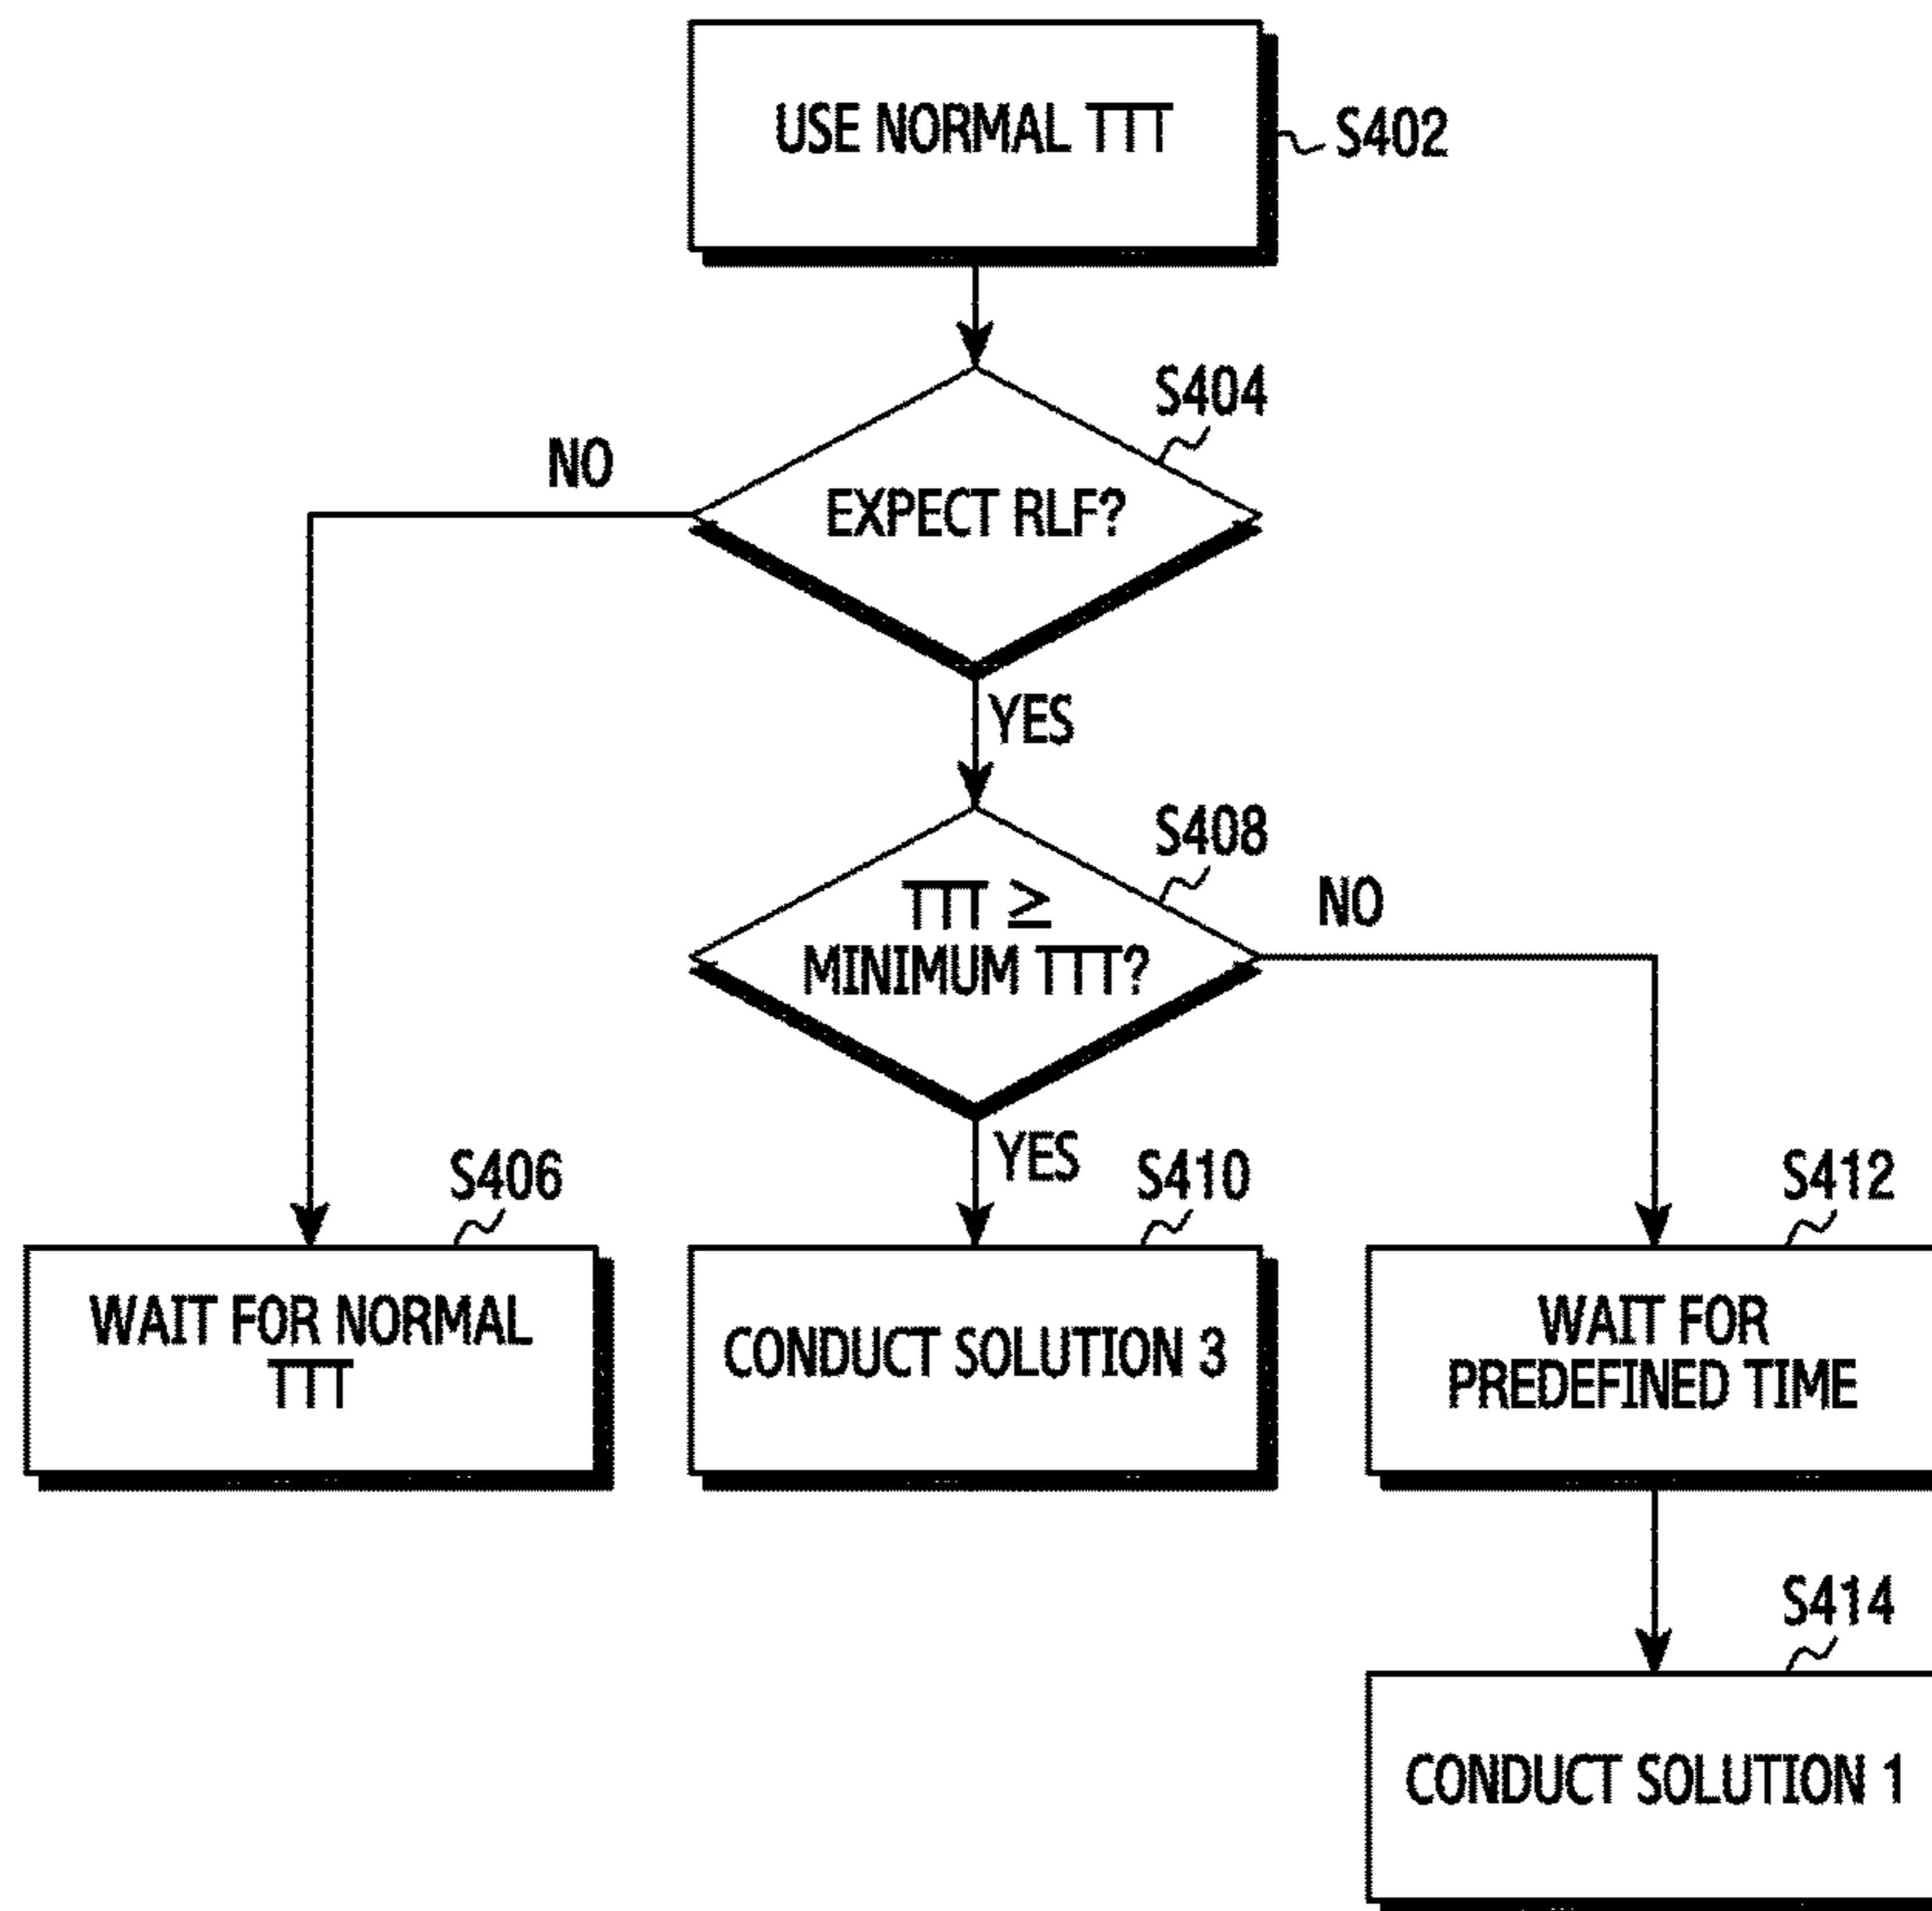 USE NORMAL TTT
S402
S404
NO
EXPECT RLF?
YES
S408
TTT ≥
MINIMUM TTT?
NO
YES
S406
S410
S412
WAIT FOR NORMAL
TTT
CONDUCT SOLUTION 3
WAIT FOR
PREDEFINED TIME
S414
CONDUCT SOLUTION 1